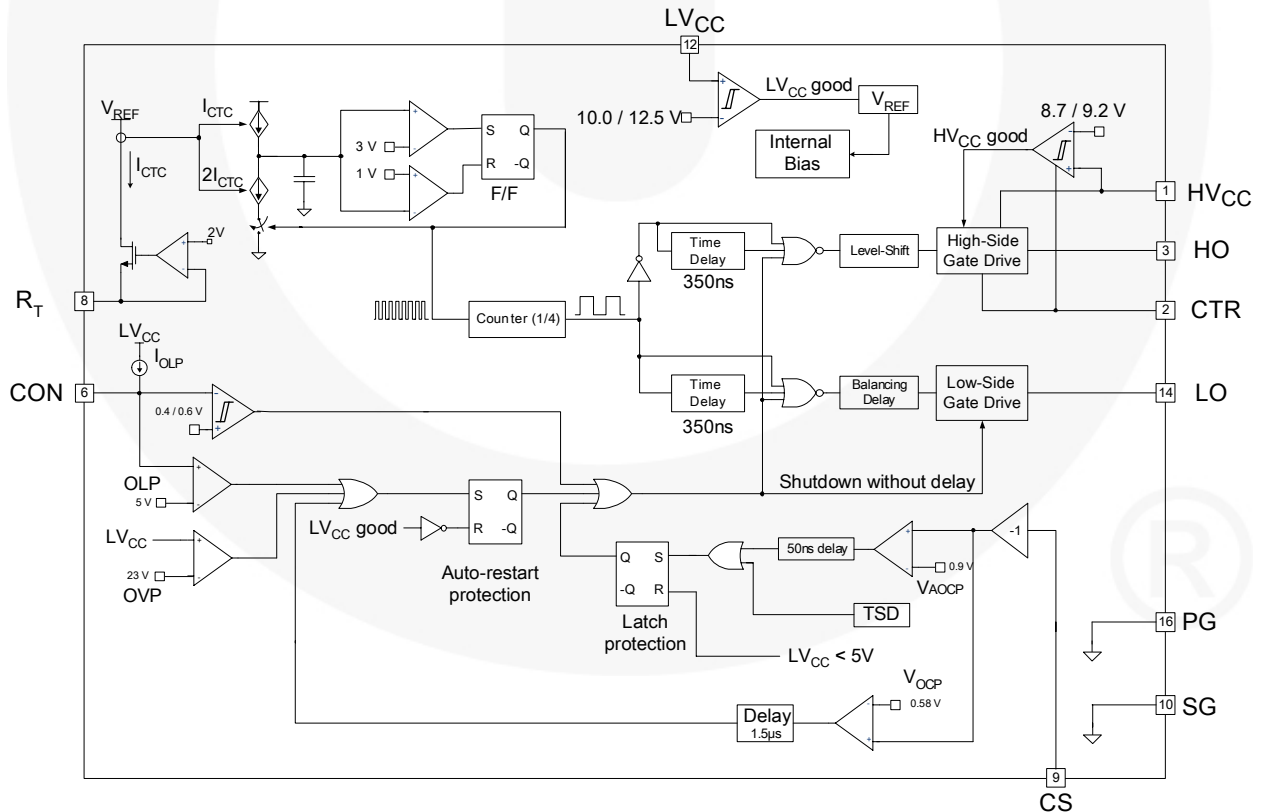 LVCC
12
LVCC good
VREF
10.0 / 12.5 V
Internal
Bias
8.7 / 9.2 V
HVCC good
1
HVCC
VREF
ICTC
ICTC
2ICTC
3 V
1 V
S
Q
R
-Q
F/F
2V
RT
8
Time
Delay
350ns
Level-Shift
High-Side
Gate Drive
3
HO
2
CTR
Counter (1/4)
LVCC
IOLP
CON
6
0.4 / 0.6 V
Time
Delay
350ns
Balancing
Delay
Low-Side
Gate Drive
14
LO
OLP
5 V
LVCC
23 V
OVP
LVCC good
S
Q
R
-Q
Auto-restart
protection
Shutdown without delay
Q
S
-Q
R
Latch
protection
50ns delay
0.9 V
VAOCP
-1
TSD
LVCC < 5V
VOCP
0.58 V
Delay
1.5µs
16
PG
10
SG
9
CS
®